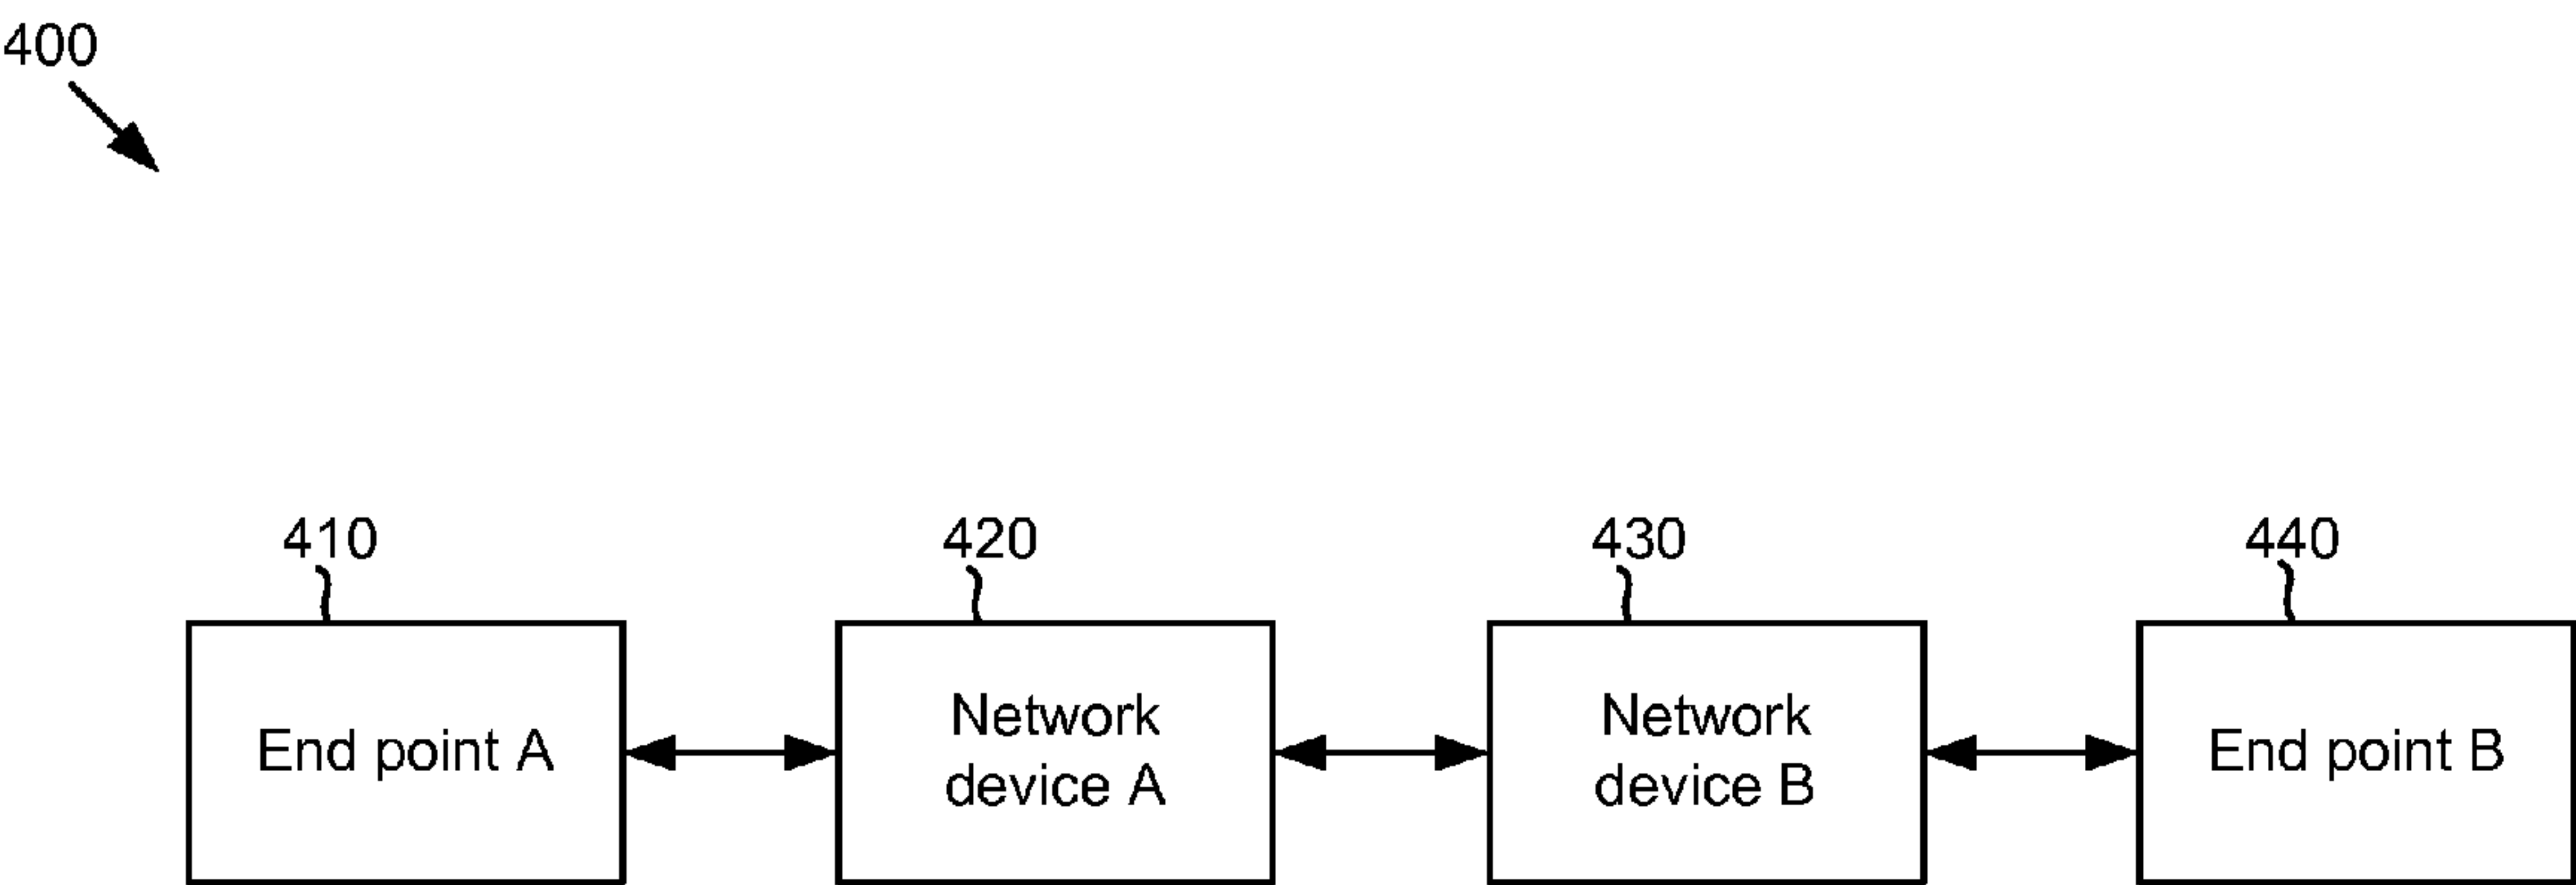 400
410
420
430
440
End point A
Network
device A
Network
device B
End point B